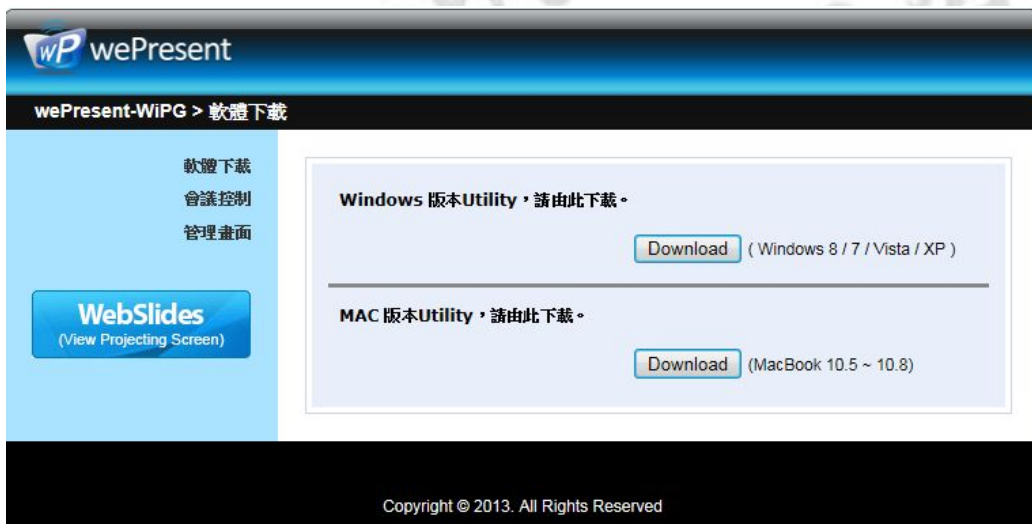 wP wePresent
wePresent-WiPG > 軟體下載
軟體下載
會議控制
管理畫面
WebSlides
(View Projecting Screen)
Windows 版本Utility，請由此下載。
Download ( Windows 8 / 7 / Vista / XP )
MAC 版本Utility，請由此下載。
Download (MacBook 10.5 ~ 10.8)
Copyright © 2013. All Rights Reserved